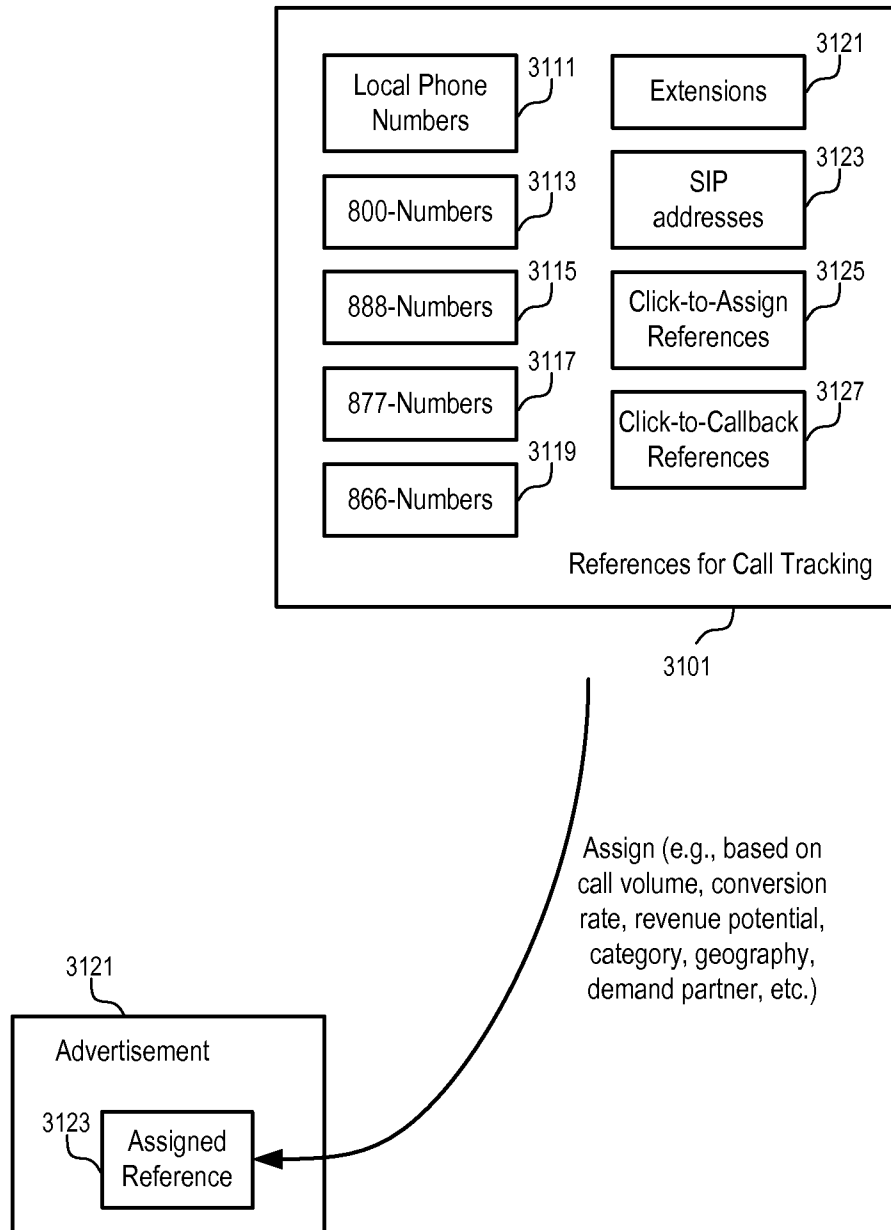 3111
Local Phone
Numbers
3113
800-Numbers
3115
888-Numbers
3117
877-Numbers
3119
866-Numbers
3121
Extensions
3123
SIP
addresses
3125
Click-to-Assign
References
3127
Click-to-Callback
References
References for Call Tracking
3101
Assign (e.g., based on
call volume, conversion
rate, revenue potential,
category, geography,
demand partner, etc.)
3121
Advertisement
3123
Assigned
Reference